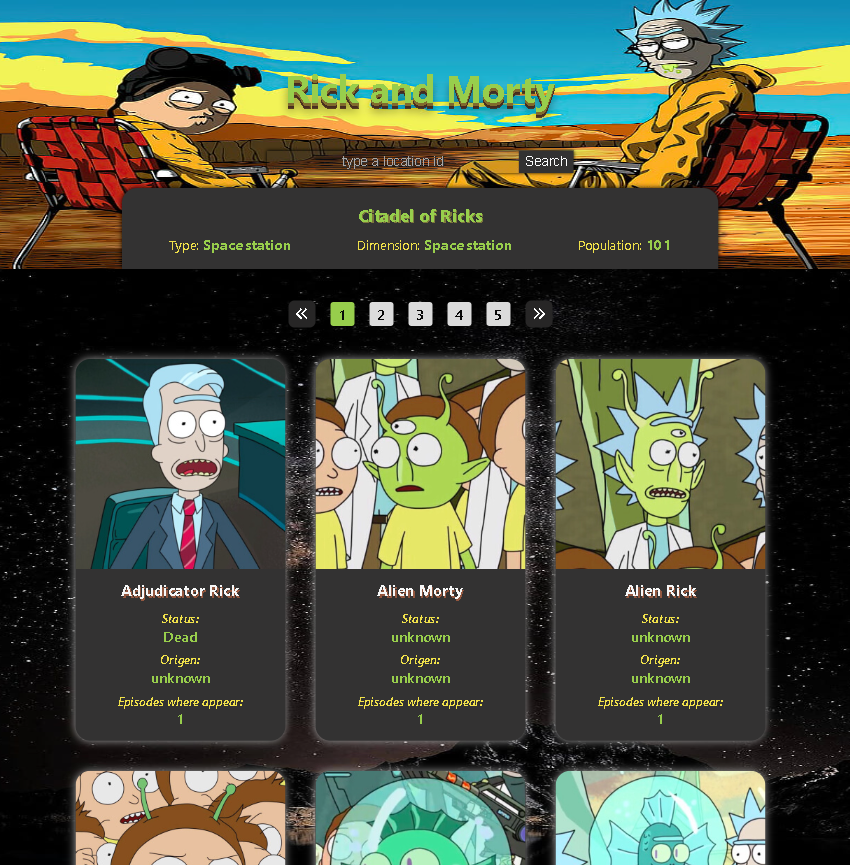 Rick and Morty
type a location id Search
Citadel of Ricks
Type: Space station Dimension: Space station Population: 101
« 1 2 3 4 5 »
Adjudicator Rick Alien Morty Alien Rick
Status: Status: Status:
Dead unknown unknown
Origen: Origen: Origen:
unknown unknown unknown
Episodes where appear: Episodes where appear: Episodes where appear:
1 1 1